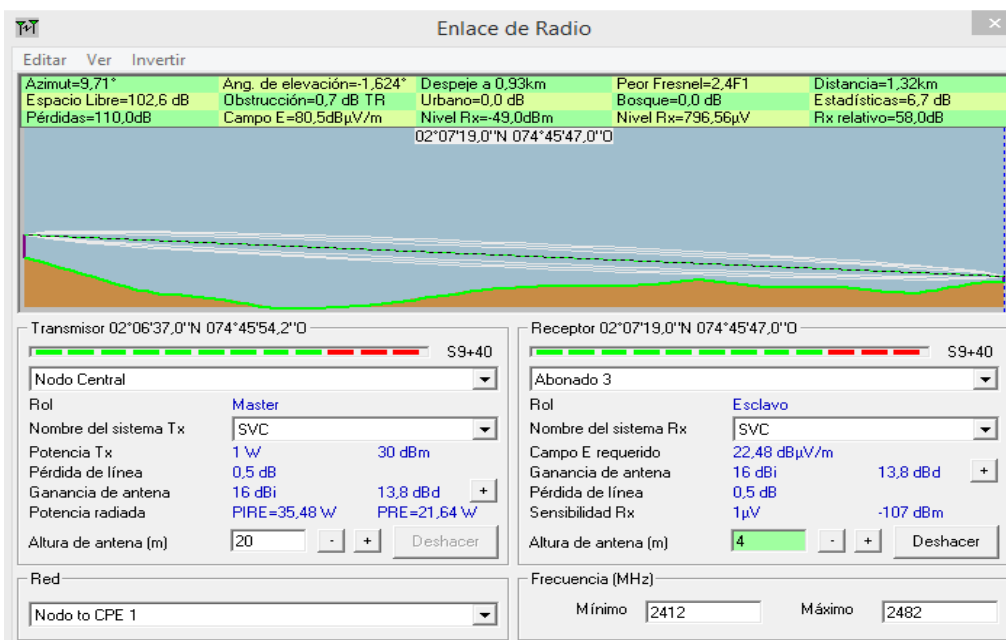 Enlace de Radio
Editar Ver Invertir
Azimut=9,71° Ang. de elevación=-1,624° Despeje a 0,93km Peor Fresnel=2,4F1 Distancia=1,32km
Espacio Libre=102,6 dB Obstrucción=0,7 dB TR Urbano=0,0 dB Bosque=0,0 dB Estadísticas=6,7 dB
Pérdidas=110,0dB Campo E=80,5dBµV/m Nivel Rx=-49,0dBm Nivel Rx=796,56µV Rx relativo=58,0dB
02°07'19,0"N 074°45'47,0"O
Transmisor 02°06'37,0"N 074°45'54,2"O
S9+40
Nodo Central
Rol Master
Nombre del sistema Tx SVC
Potencia Tx 1 W 30 dBm
Pérdida de línea 0,5 dB
Ganancia de antena 16 dBi 13,8 dBd +
Potencia radiada PIRE=35,48 W PRE=21,64 W
Altura de antena (m) 20 - + Deshacer
Red
Nodo to CPE 1
Receptor 02°07'19,0"N 074°45'47,0"O
S9+40
Abonado 3
Rol Esclavo
Nombre del sistema Rx SVC
Campo E requerido 22,48 dBµV/m
Ganancia de antena 16 dBi 13,8 dBd +
Pérdida de línea 0,5 dB
Sensibilidad Rx 1µV -107 dBm
Altura de antena (m) 4 - + Deshacer
Frecuencia (MHz)
Mínimo 2412 Máximo 2482